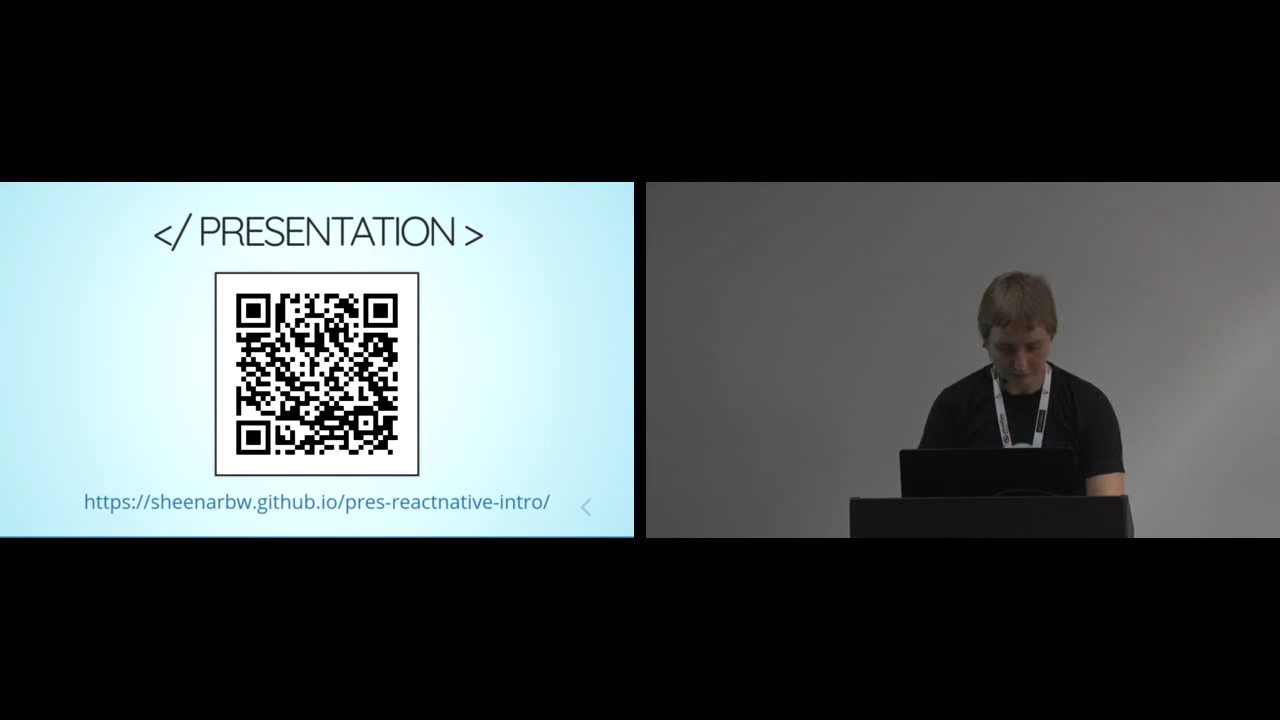 </ PRESENTATION >
https://sheenarbw.github.io/pres-reactnative-intro/